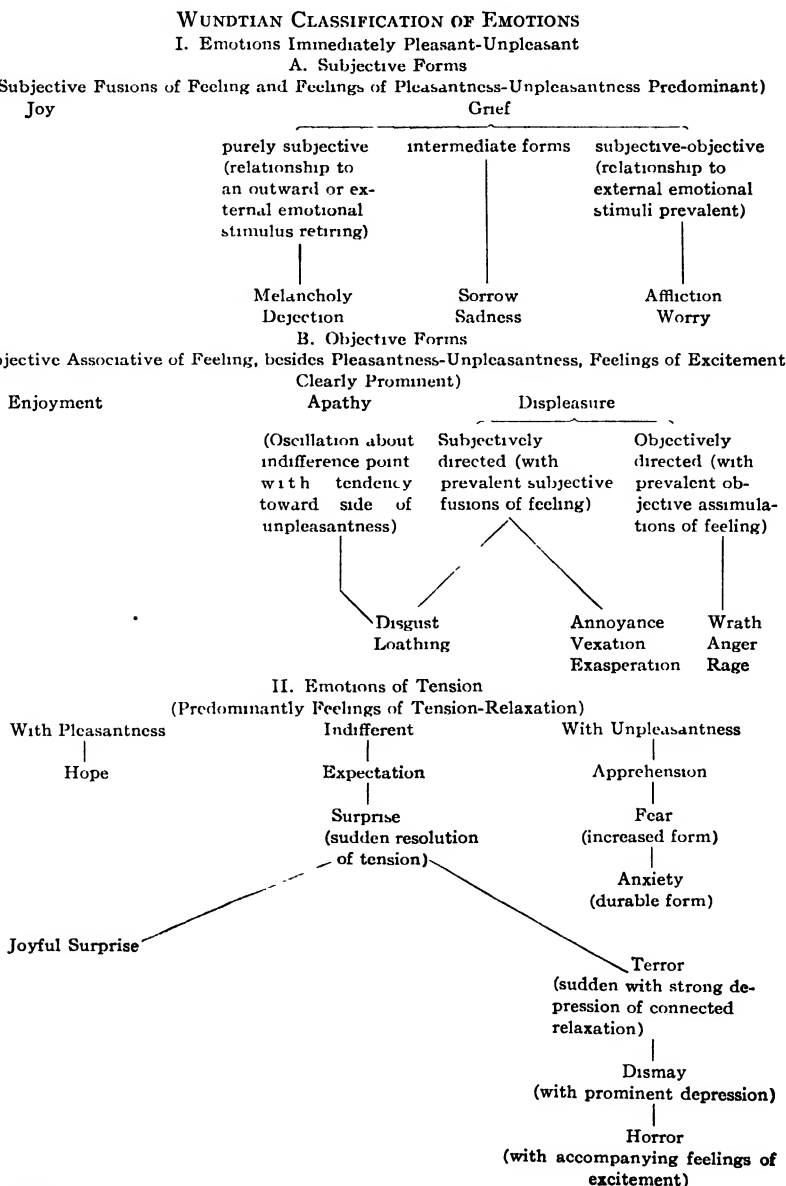 WUNDTIAN CLASSIFICATION OF EMOTIONS
I. Emotions Immediately Pleasant-Unpleasant
A. Subjective Forms
Subjective Fusions of Feeling and Feelings of Pleasantness-Unpleasantness Predominant)
Joy Grief
purely subjective intermediate forms subjective-objective
(relationship to (relationship to
an outward or ex- external emotional
ternal emotional stimuli prevalent)
stimulus retiring)
Melancholy Sorrow Affliction
Dejection Sadness Worry
B. Objective Forms
jective Associative of Feeling, besides Pleasantness-Unpleasantness, Feelings of Excitement
Clearly Prominent)
Enjoyment Apathy Displeasure
(Oscillation about Subjectively Objectively
indifference point directed (with directed (with
with tendency prevalent subjective prevalent ob-
toward side of fusions of feeling) jective assimula-
unpleasantness) tions of feeling)
Disgust Annoyance Wrath
Loathing Vexation Anger
Exasperation Rage
II. Emotions of Tension
(Predominantly Feelings of Tension-Relaxation)
With Pleasantness Indifferent With Unpleasantness
Hope Expectation Apprehension
Surprise Fear
(sudden resolution (increased form)
of tension) Anxiety
(durable form)
Joyful Surprise
Terror
(sudden with strong de-
pression of connected
relaxation)
Dismay
(with prominent depression)
Horror
(with accompanying feelings of
excitement)